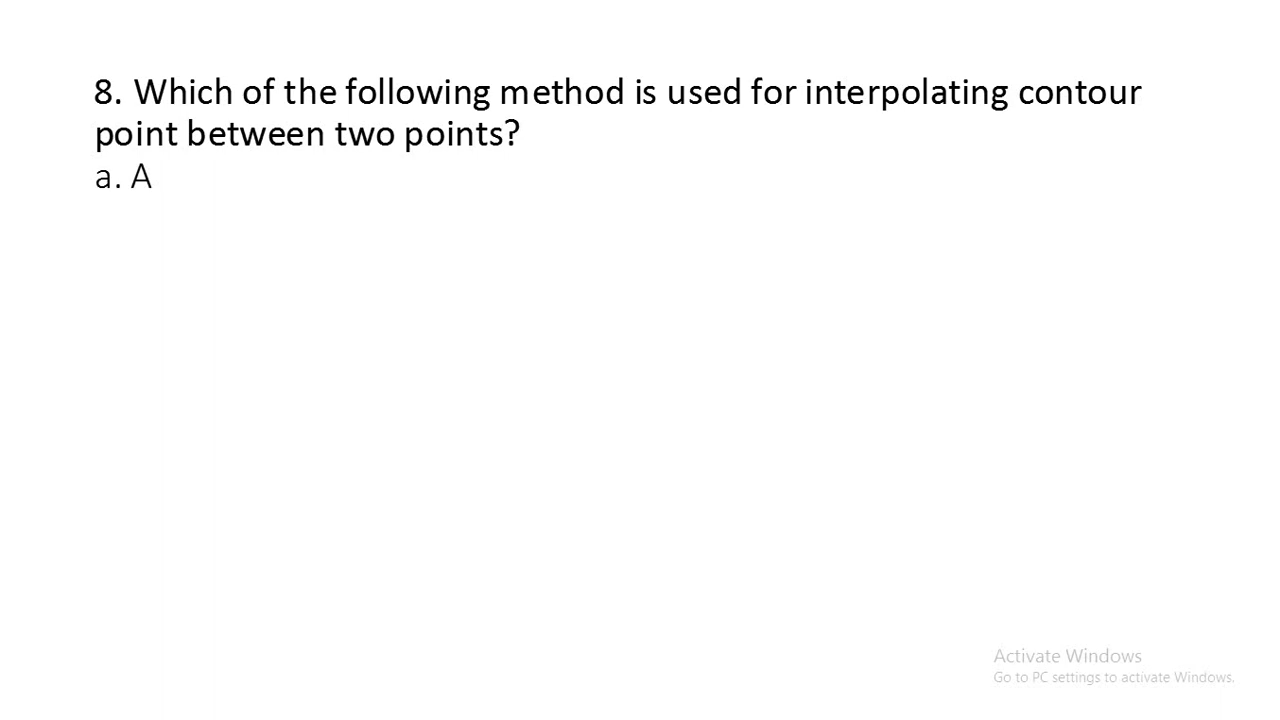 8. Which of the following method is used for interpolating contour
point between two points?
a. A
Activate Windows
Go to PC settings to activate Windows.